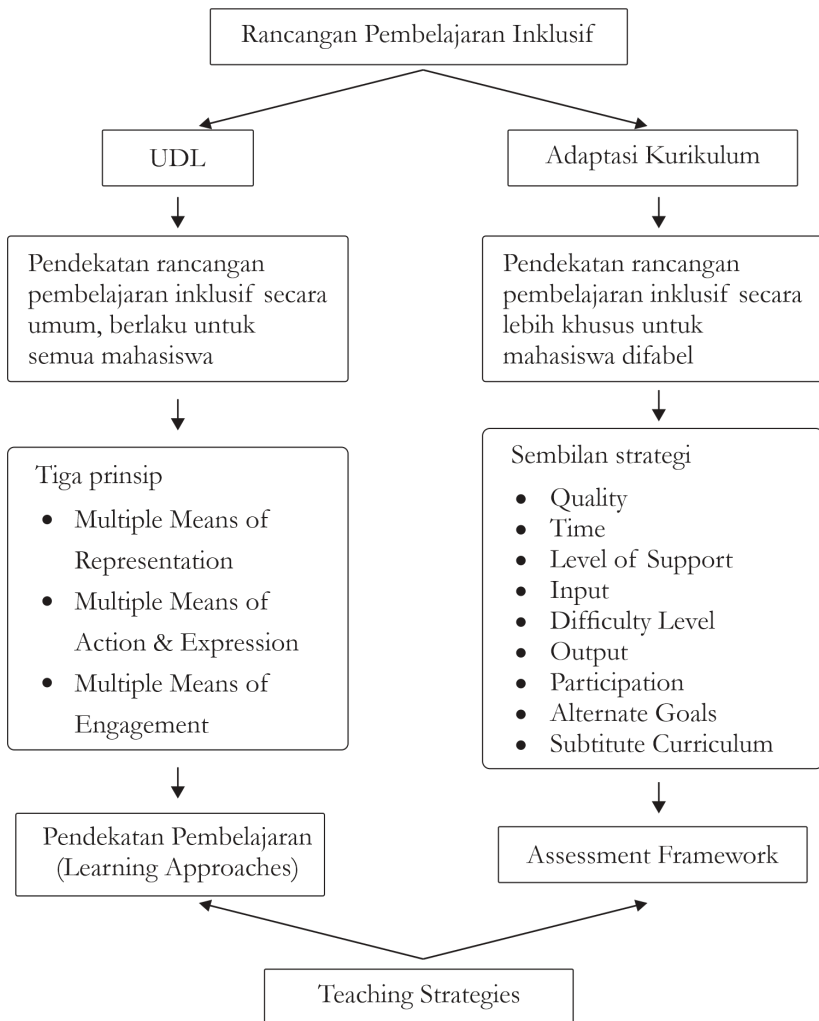 Rancangan Pembelajaran Inklusif
UDL
Adaptasi Kurikulum
Pendekatan rancangan
pembelajaran inklusif secara
umum, berlaku untuk
semua mahasiswa
Pendekatan rancangan
pembelajaran inklusif secara
lebih khusus untuk
mahasiswa difabel
Tiga prinsip
• Multiple Means of
Representation
• Multiple Means of
Action & Expression
• Multiple Means of
Engagement
Sembilan strategi
• Quality
• Time
• Level of Support
• Input
• Difficulty Level
• Output
• Participation
• Alternate Goals
• Subtitute Curriculum
Pendekatan Pembelajaran
(Learning Approaches)
Assessment Framework
Teaching Strategies